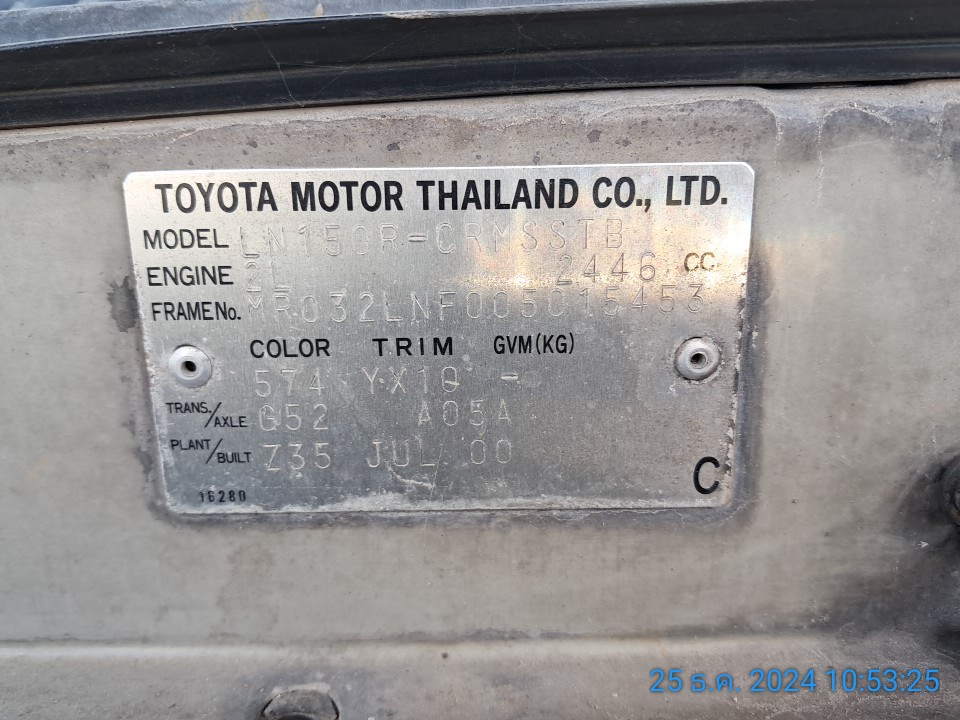 TOYOTA MOTOR THAILAND CO., LTD.
MODEL LN150R-CRMSSTB
ENGINE 2L 2446 CC
FRAME No. MR032LNF005015453
COLOR TRIM GVM(KG)
574 YX10 -
TRANS./AXLE G52 A05A
PLANT/BUILT Z35 JUL/00
16280
C
25 ธ.ค. 2024 10:53:25